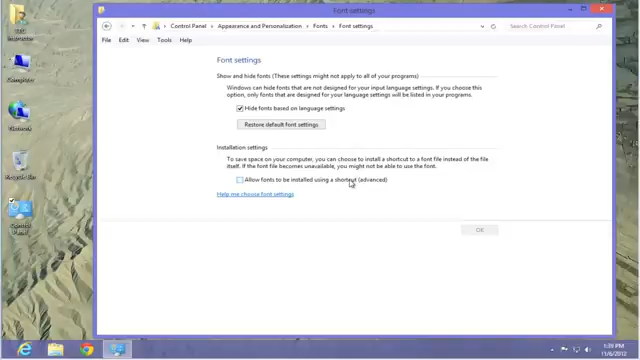 Font settings
Control Panel
Appearance and Personalization
Fonts
Font settings
Search Control Panel
File Edit View Tools Help
Font settings
Show and hide fonts (These settings might not apply to all of your programs)
Windows can hide fonts that are not designed for your input language settings. If you choose this
option, only fonts that are designed for your language settings will be listed in your programs.
Hide fonts based on language settings
Restore default font settings
Installation settings
To save space on your computer, you can choose to install a shortcut to a font file instead of the file
itself. If the font file becomes unavailable, you might not be able to use the font.
Allow fonts to be installed using a shortcut (advanced)
Help me choose font settings
OK
Computer
Network
Recycle Bin
Control
Panel
1:39 PM
11/6/2012